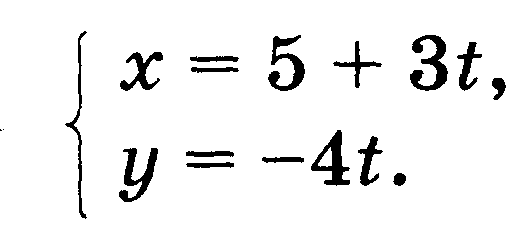 x = 5 + 3t,
y = −4t.